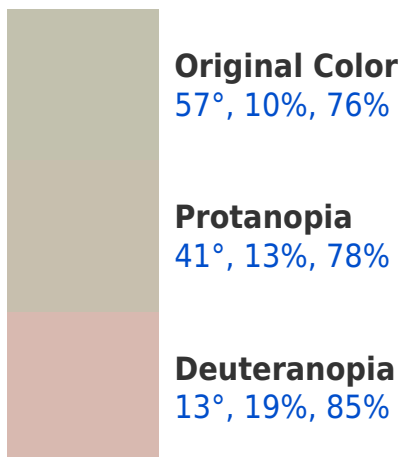 Original Color
57°, 10%, 76%
Protanopia
41°, 13%, 78%
Deuteranopia
13°, 19%, 85%